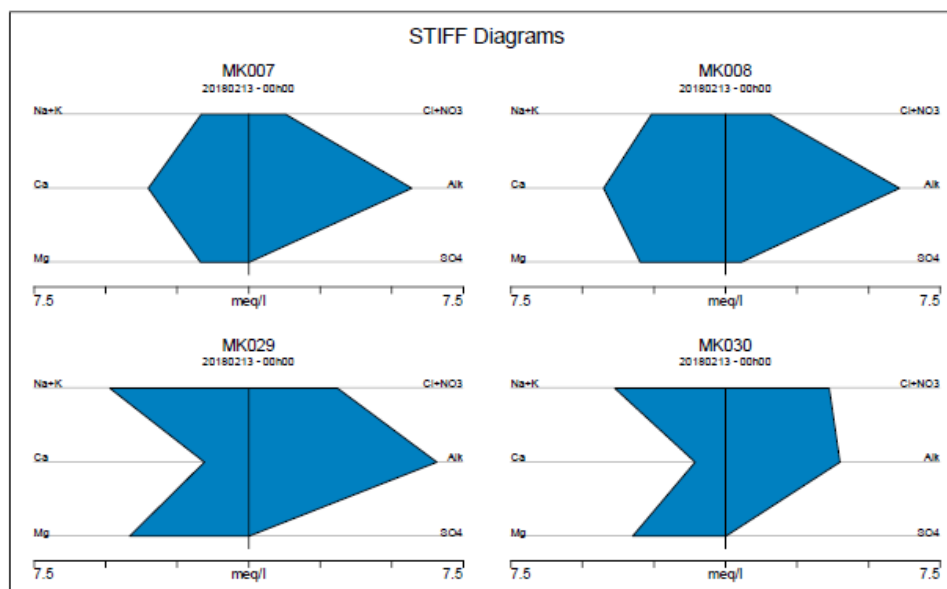 STIFF Diagrams
MK007
20180213 - 00h00
Na+K Cl+NO3
Ca Alk
Mg SO4
7.5 meq/l 7.5
MK008
20180213 - 00h00
Na+K Cl+NO3
Ca Alk
Mg SO4
7.5 meq/l 7.5
MK029
20180213 - 00h00
Na+K Cl+NO3
Ca Alk
Mg SO4
7.5 meq/l 7.5
MK030
20180213 - 00h00
Na+K Cl+NO3
Ca Alk
Mg SO4
7.5 meq/l 7.5